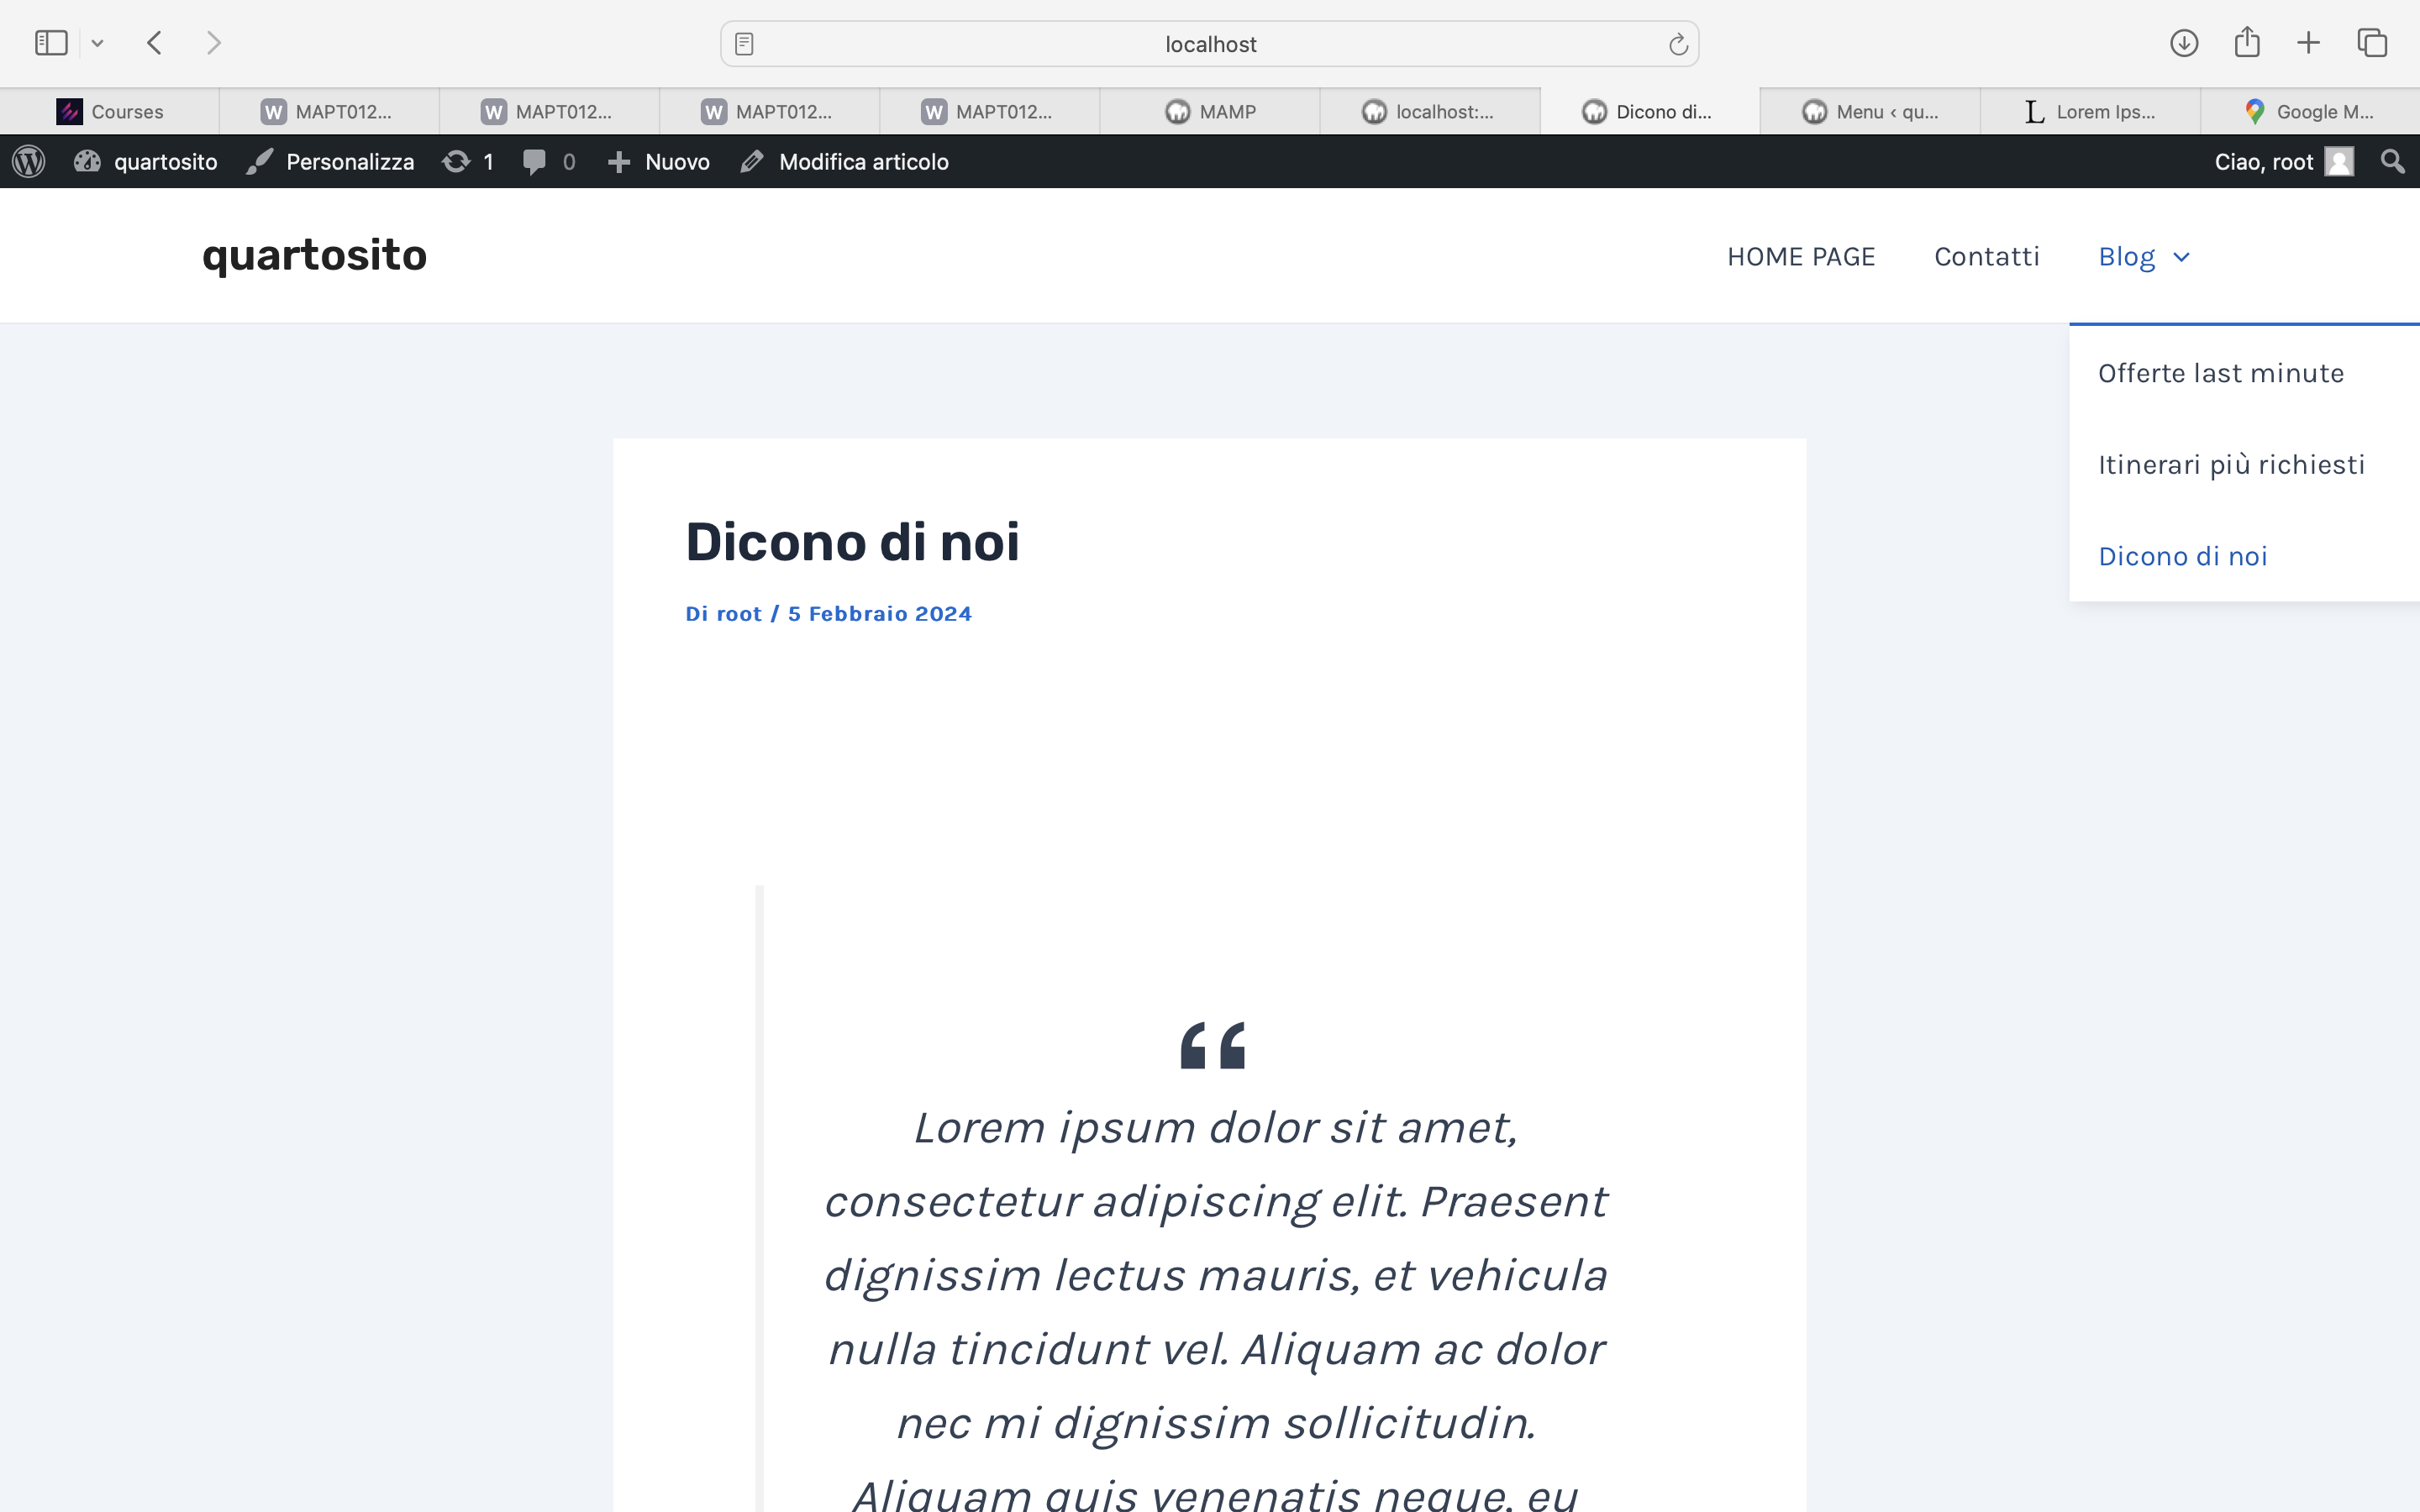 localhost
Courses
MAPT012...
MAPT012...
MAPT012...
MAPT012...
MAMP
localhost:...
Dicono di...
Menu ‹ qu...
Lorem Ips...
Google M...
quartosito
Personalizza
1
0
Nuovo
Modifica articolo
Ciao, root
quartosito
HOME PAGE
Contatti
Blog
Offerte last minute
Itinerari più richiesti
Dicono di noi
Dicono di noi
Di root / 5 Febbraio 2024
“
Lorem ipsum dolor sit amet,
consectetur adipiscing elit. Praesent
dignissim lectus mauris, et vehicula
nulla tincidunt vel. Aliquam ac dolor
nec mi dignissim sollicitudin.
Aliquam quis venenatis neque, eu